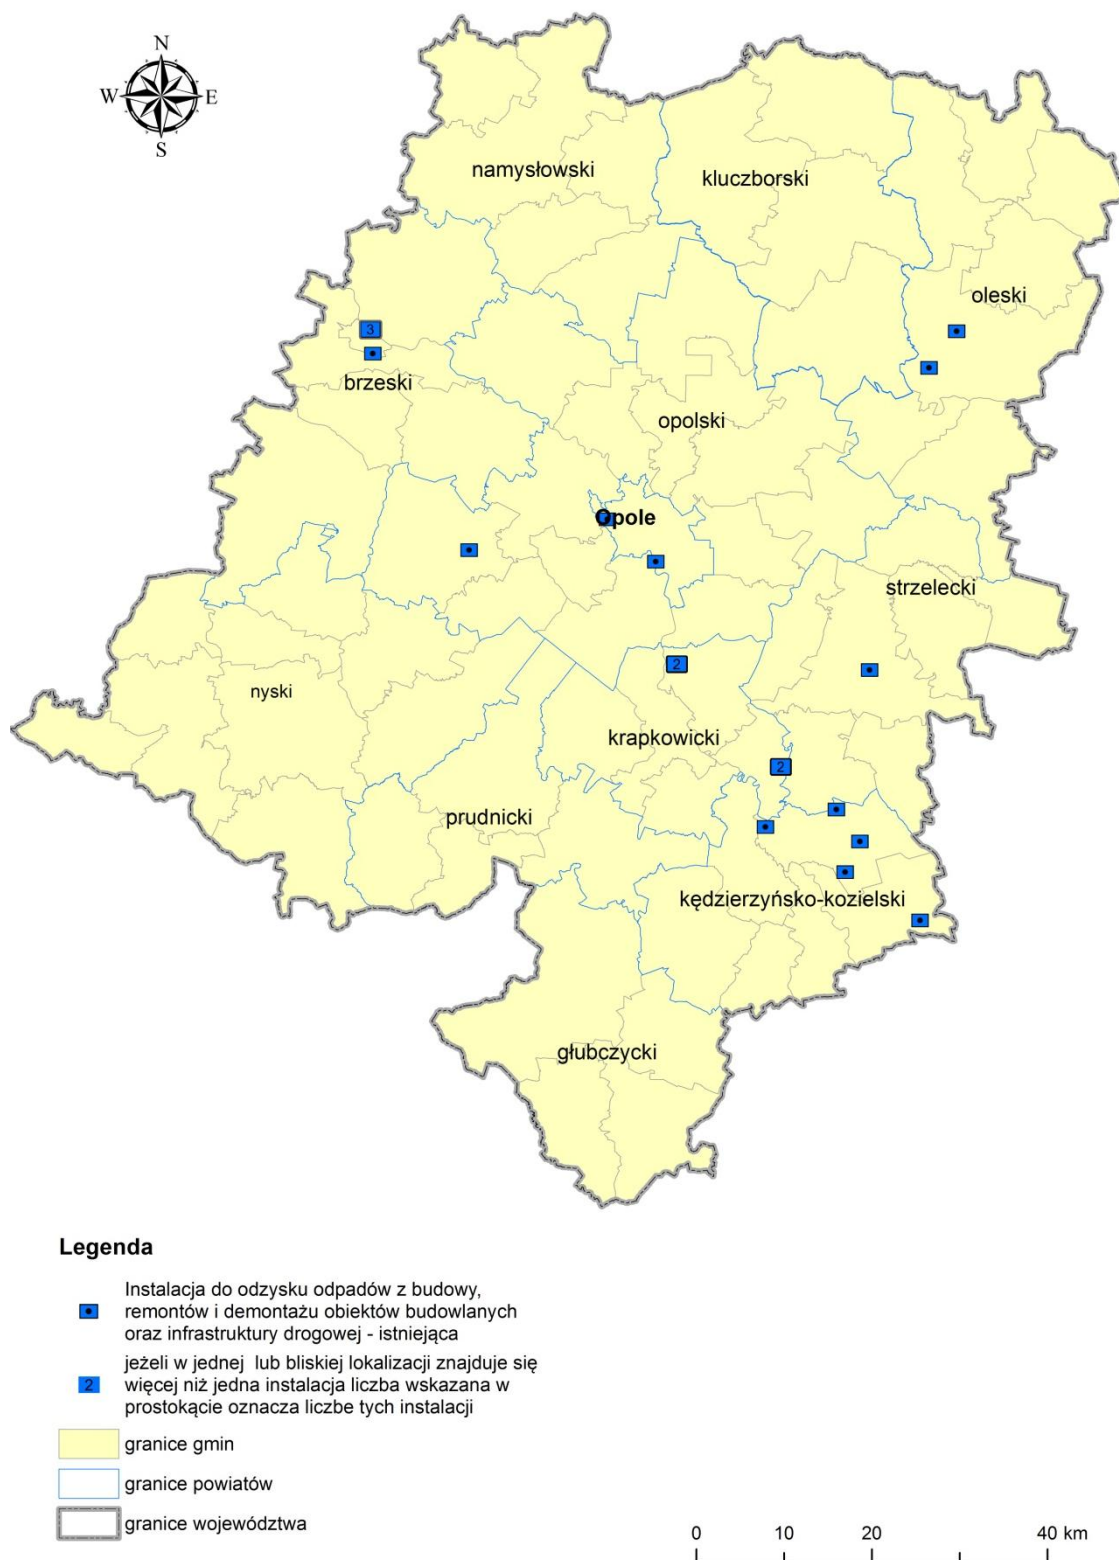 N
W E
S
namysłowski
kluczborski
oleski
3
brzeski
opolski
Opole
strzelecki
2
nyski
krapkowicki
2
prudnicki
kędzierzyńsko-kozielski
głubczycki
Legenda
Instalacja do odzysku odpadów z budowy,
remontów i demontażu obiektów budowlanych
oraz infrastruktury drogowej - istniejąca
jeżeli w jednej lub bliskiej lokalizacji znajduje się
2 więcej niż jedna instalacja liczba wskazana w
prostokącie oznacza liczbe tych instalacji
granice gmin
granice powiatów
granice województwa
0 10 20 40 km